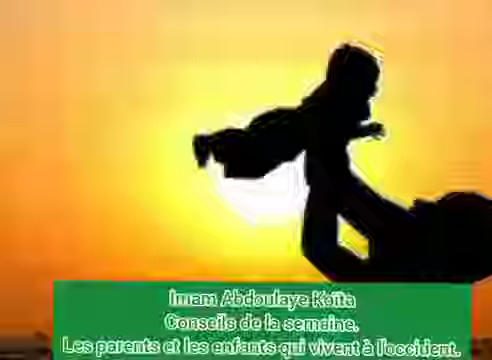 Imam Abdoulaye Koïta
Conseils de la semaine.
Les parents et les enfants qui vivent à l'occident.